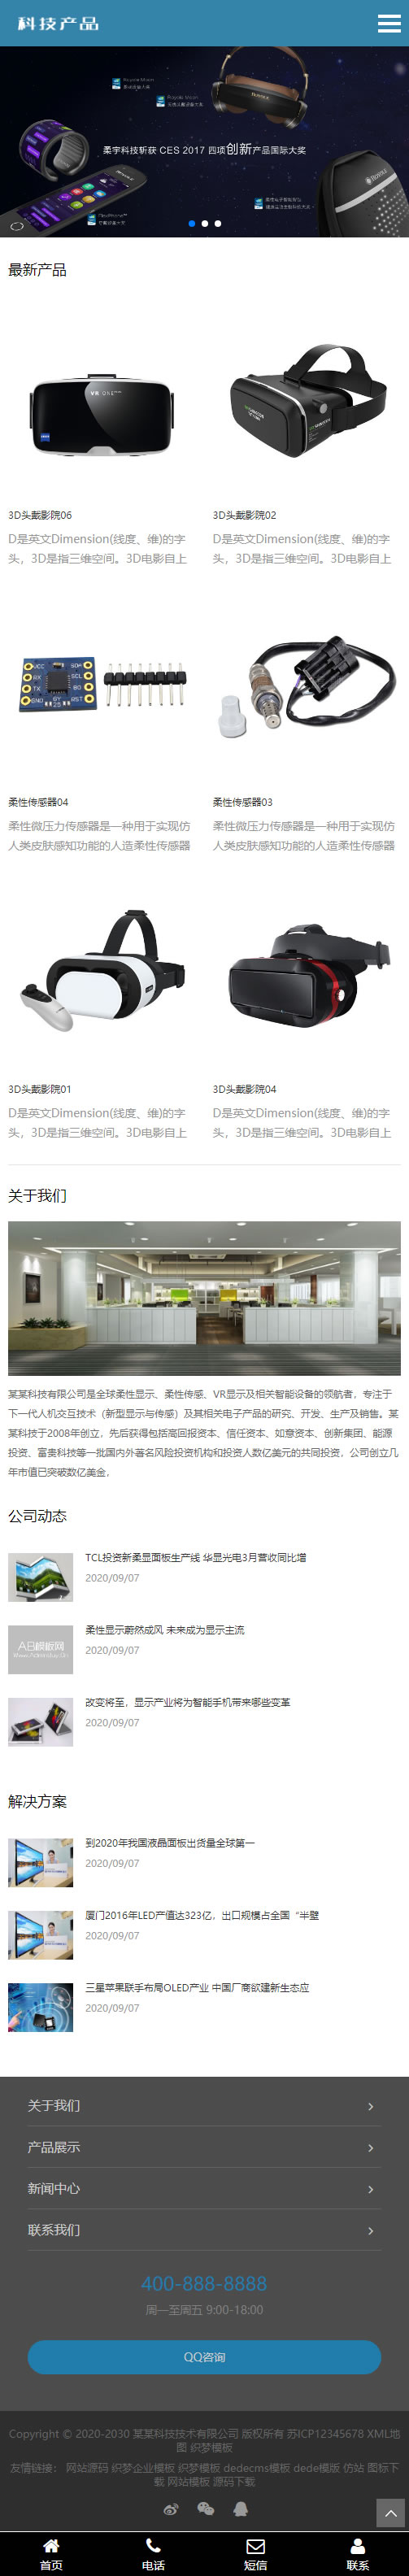 科技产品
柔宇科技斩获 CES 2017 四项创新产品国际大奖
最新产品
VR ONE
3D头戴影院06
D是英文Dimension(线度、维)的字
头，3D是指三维空间。3D电影自上
3D头戴影院02
D是英文Dimension(线度、维)的字
头，3D是指三维空间。3D电影自上
VCC
RX
TX
GND
SDA
SCL
BO
RST
柔性传感器04
柔性微压力传感器是一种用于实现仿
人类皮肤感知功能的人造柔性传感器
柔性传感器03
柔性微压力传感器是一种用于实现仿
人类皮肤感知功能的人造柔性传感器
3D头戴影院01
D是英文Dimension(线度、维)的字
头，3D是指三维空间。3D电影自上
3D头戴影院04
D是英文Dimension(线度、维)的字
头，3D是指三维空间。3D电影自上
关于我们
某某科技有限公司是全球柔性显示、柔性传感、VR显示及相关智能设备的领航者，专注于
下一代人机交互技术（新型显示与传感）及其相关电子产品的研究、开发、生产及销售。某
某科技于2008年创立，先后获得包括高回报资本、信任资本、如意资本、创新集团、能源
投资、富贵科技等一批国内外著名风险投资机构和投资人数亿美元的共同投资，公司创立几
年市值已突破数亿美金，
公司动态
TCL投资新柔显面板生产线 华显光电3月营收同比增
2020/09/07
AB模板网
柔性显示蔚然成风 未来成为显示主流
2020/09/07
改变将至，显示产业将为智能手机带来哪些变革
2020/09/07
解决方案
到2020年我国液晶面板出货量全球第一
2020/09/07
厦门2016年LED产值达323亿，出口规模占全国“半壁
2020/09/07
三星苹果联手布局OLED产业 中国厂商欲建新生态应
2020/09/07
关于我们
产品展示
新闻中心
联系我们
400-888-8888
周一至周五 9:00-18:00
QQ咨询
Copyright © 2020-2030 某某科技技术有限公司 版权所有 苏ICP12345678 XML地
图 织梦模板
友情链接： 网站源码 织梦企业模板 织梦模板 dedecms模板 dede模版 仿站 图标下
载 网站模板 源码下载
首页
电话
短信
联系